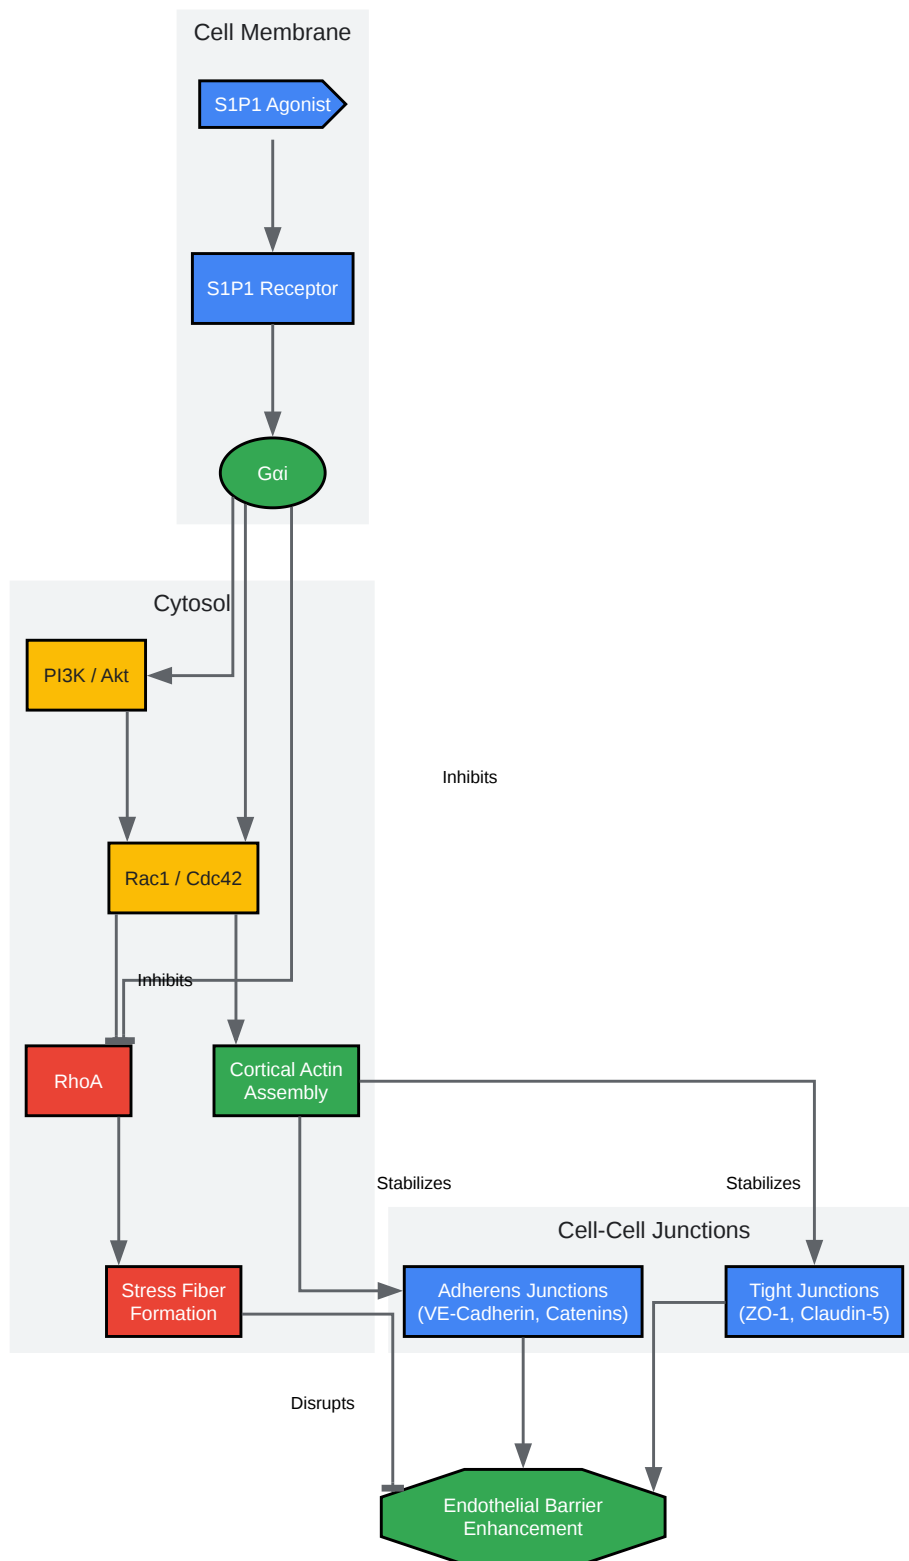 Cell Membrane
S1P1 Agonist
S1P1 Receptor
Gαi
Cytosol
PI3K / Akt
Inhibits
Rac1 / Cdc42
Inhibits
RhoA
Cortical Actin
Assembly
Stabilizes
Stabilizes
Cell-Cell Junctions
Stress Fiber
Formation
Adherens Junctions
(VE-Cadherin, Catenins)
Tight Junctions
(ZO-1, Claudin-5)
Disrupts
Endothelial Barrier
Enhancement